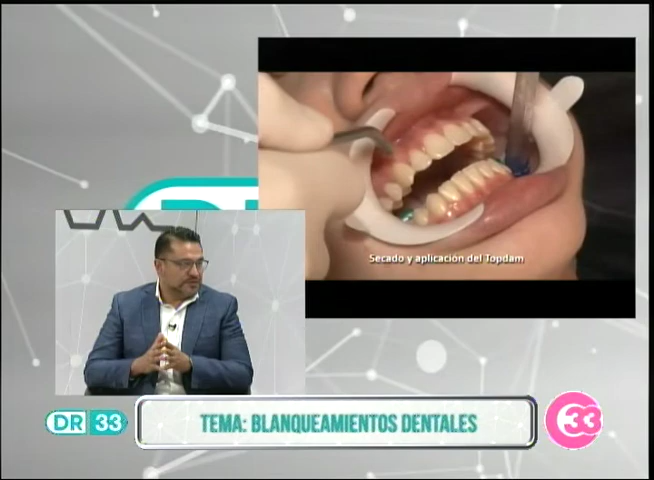 Secado y aplicación del Topdam
DR 33
TEMA: BLANQUEAMIENTOS DENTALES
33